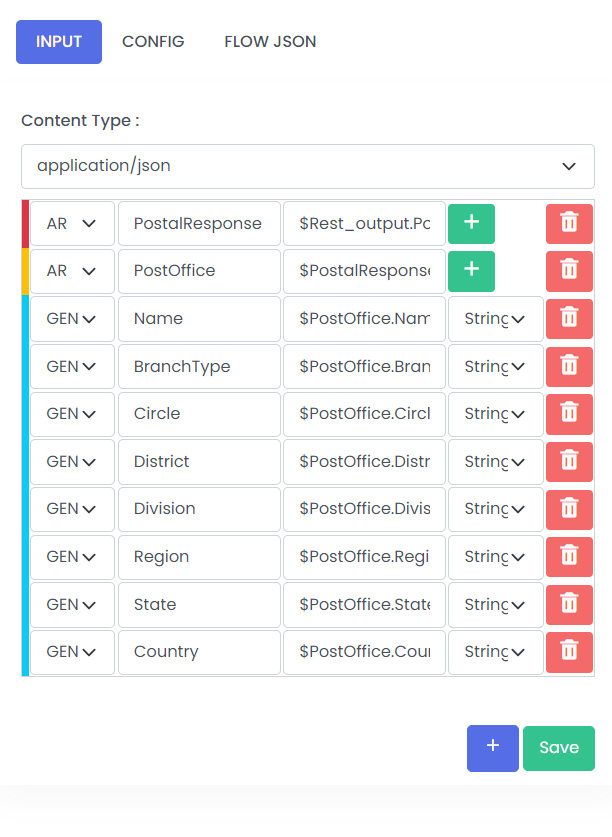 INPUT CONFIG FLOW JSON
Content Type :
application/json
AR PostalResponse $Rest_output.Po +
AR PostOffice $PostalResponse +
GEN Name $PostOffice.Nam String
GEN BranchType $PostOffice.Bran String
GEN Circle $PostOffice.Circl String
GEN District $PostOffice.Distr String
GEN Division $PostOffice.Divis String
GEN Region $PostOffice.Regi String
GEN State $PostOffice.State String
GEN Country $PostOffice.Cour String
+ Save